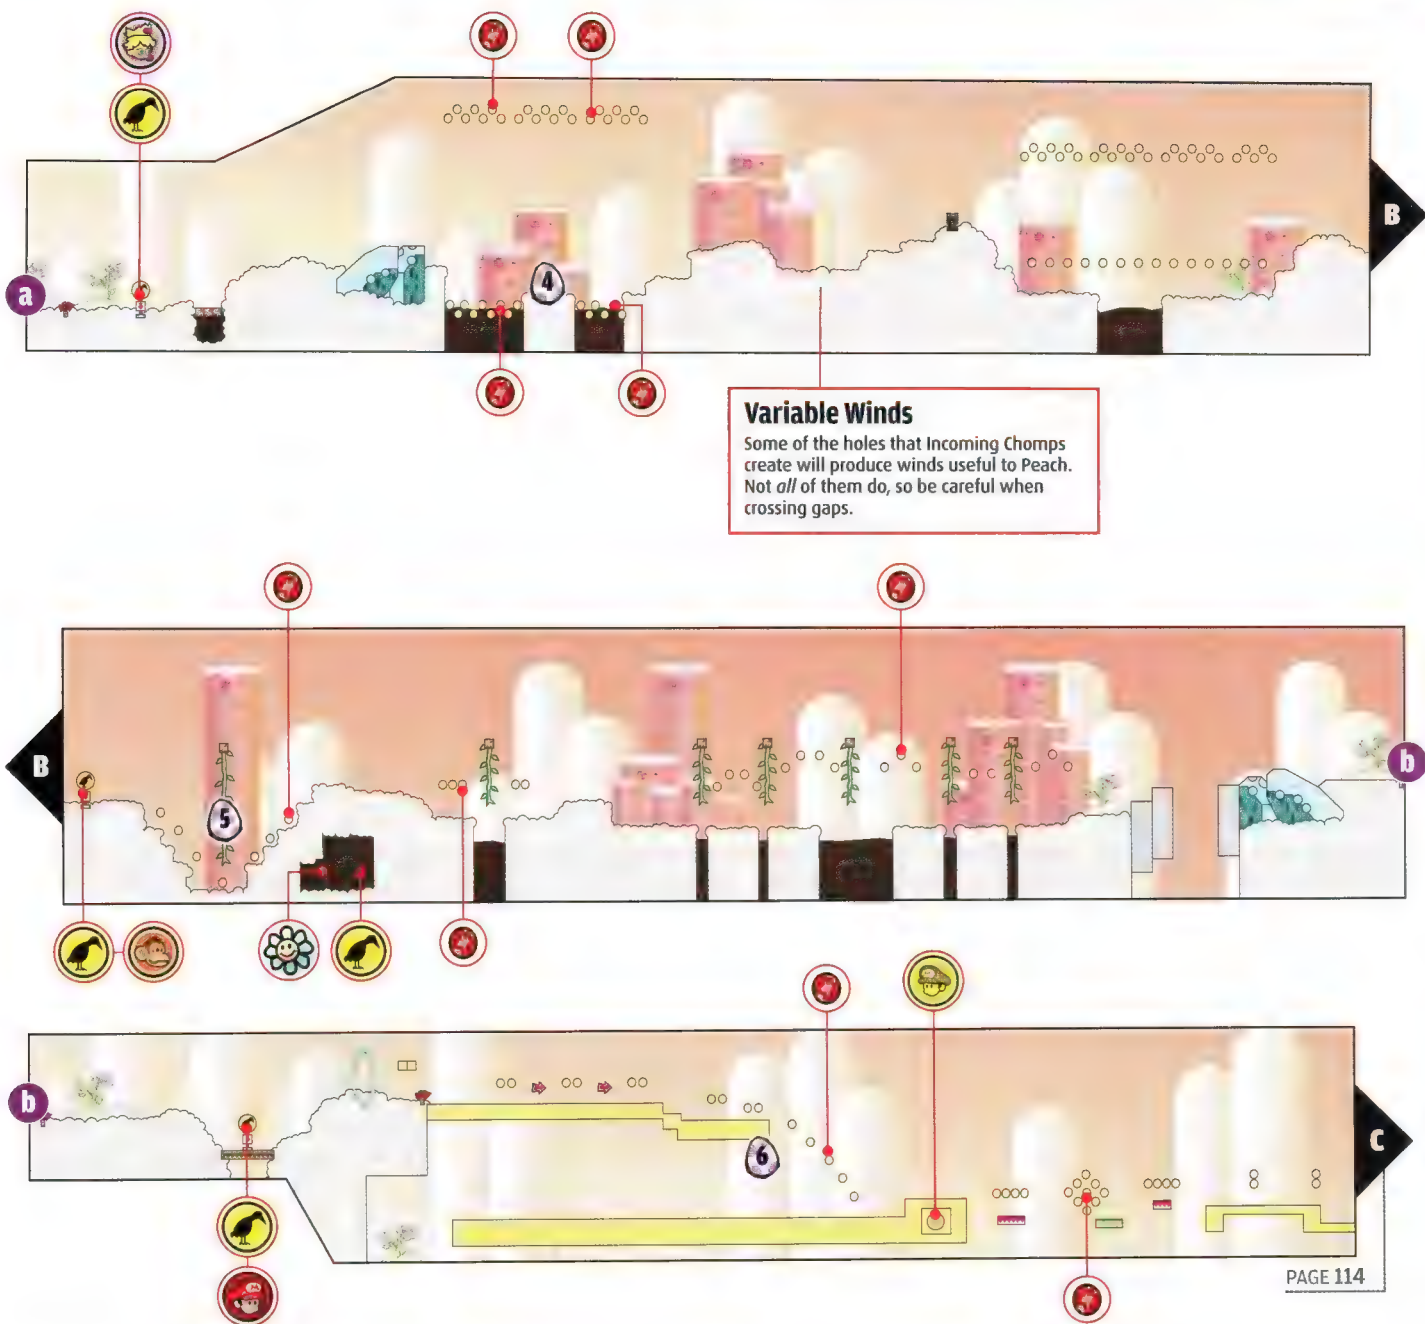 a
4
B
Variable Winds
Some of the holes that Incoming Chomps
create will produce winds useful to Peach.
Not all of them do, so be careful when
crossing gaps.
B
5
b
b
6
C
PAGE 114